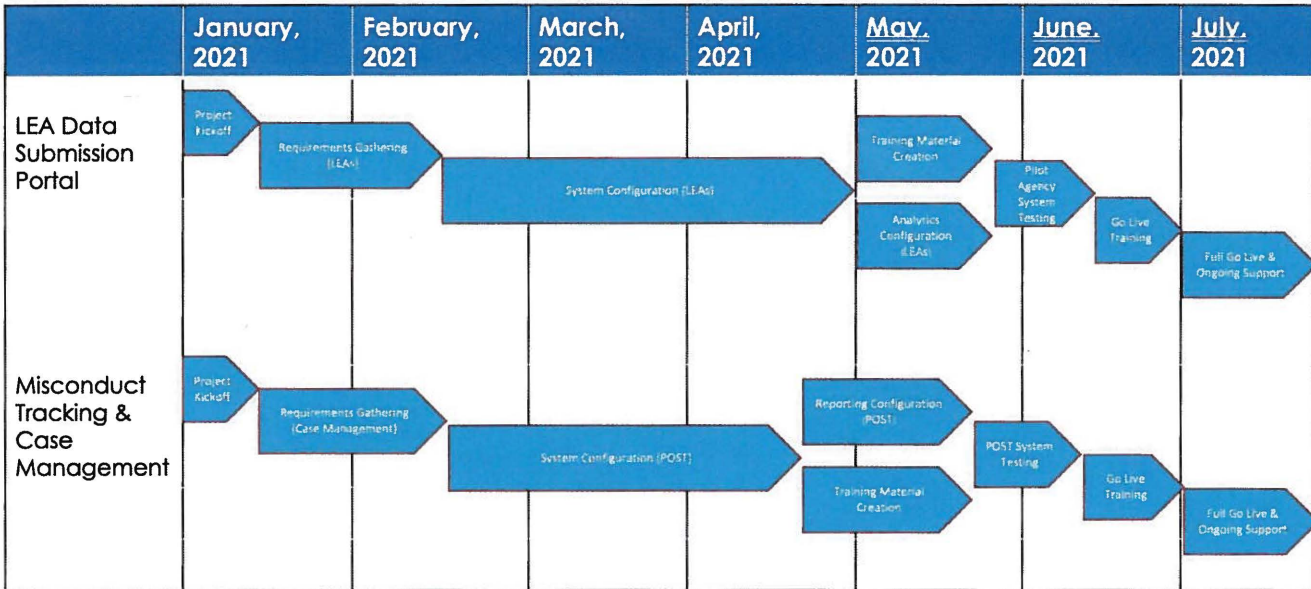 January,
2021
February,
2021
March,
2021
April,
2021
May.
2021
June.
2021
July.
2021
LEA Data
Submission
Portal
Project
Kickoff
Requirements Gathering
(LEAs)
System Configuration (LEAs)
Training Material
Creation
Analytics
Configuration
(LEAs)
Pilot
Agency
System
Testing
Go Live
Training
Full Go Live &
Ongoing Support
Misconduct
Tracking &
Case
Management
Project
Kickoff
Requirements Gathering
(Case Management)
System Configuration (POST)
Reporting Configuration
(POST)
Training Material
Creation
POST System
Testing
Go Live
Training
Full Go Live &
Ongoing Support